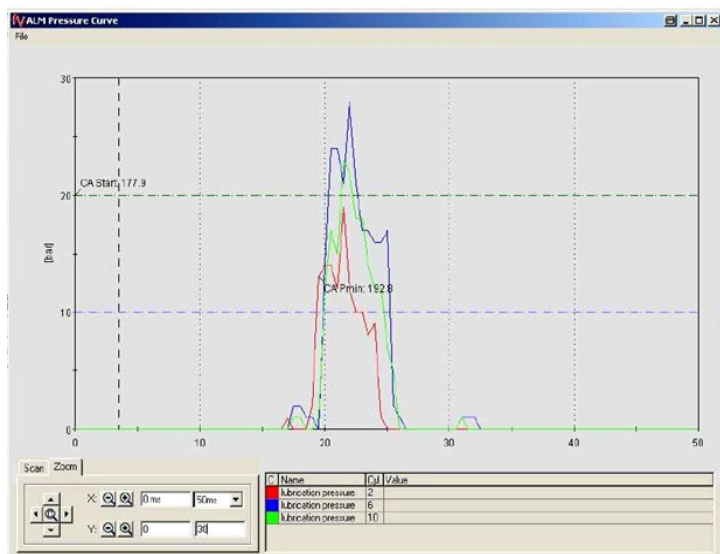 ALM Pressure Curve
File
30
CA Start: 177.9
20
[bar]
CA Pmin: 192.8
10
0
0 10 20 30 40 50
Scan Zoom
C Name Cyl Value
lubrication pressure 2
X: 0 ms 50ms
lubrication pressure 6
lubrication pressure 10
Y: 0 30